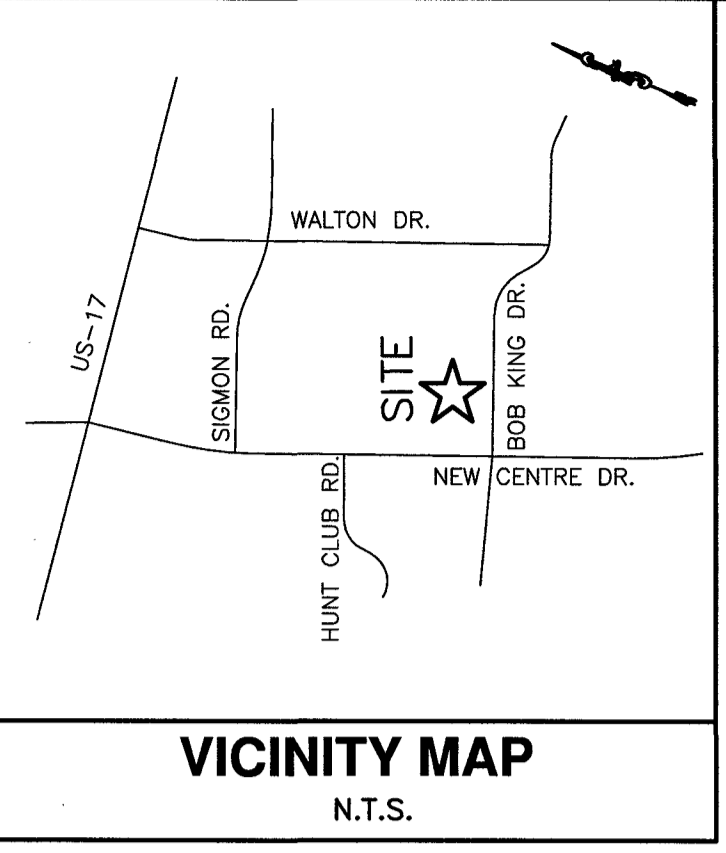 WALTON DR.
US-17
SIGMON RD.
SITE
BOB KING DR.
NEW CENTRE DR.
HUNT CLUB RD.
VICINITY MAP
N.T.S.